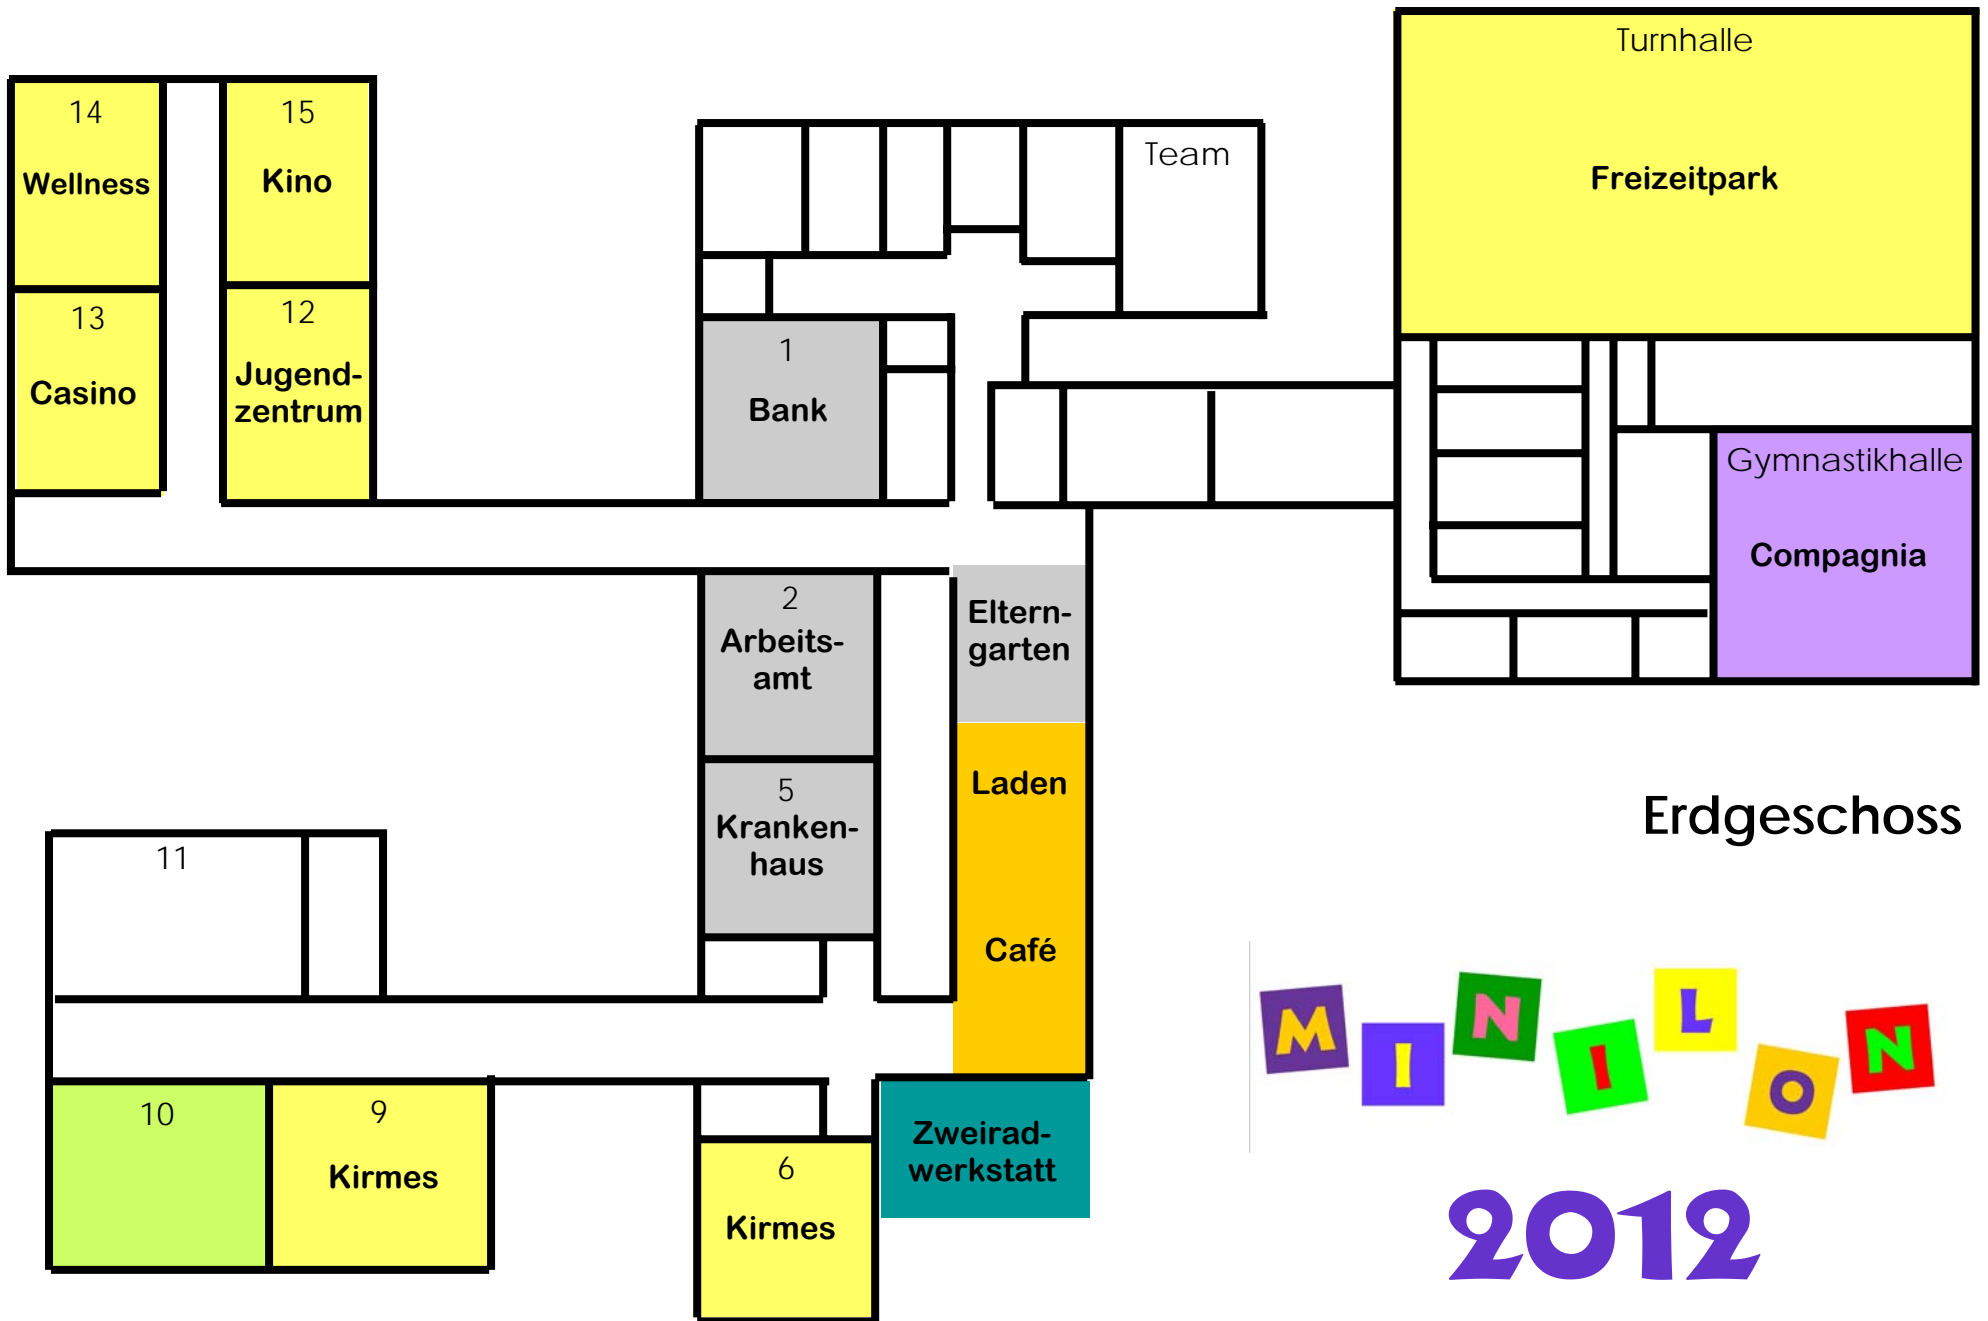 Turnhalle
Freizeitpark
14
Wellness
15
Kino
13
Casino
12
Jugend-
zentrum
Team
1
Bank
Gymnastikhalle
Compagnia
2
Arbeits-
amt
Eltern-
garten
5
Kranken-
haus
Laden
Café
Erdgeschoss
11
10
9
Kirmes
6
Kirmes
Zweirad-
werkstatt
MINILON
2012